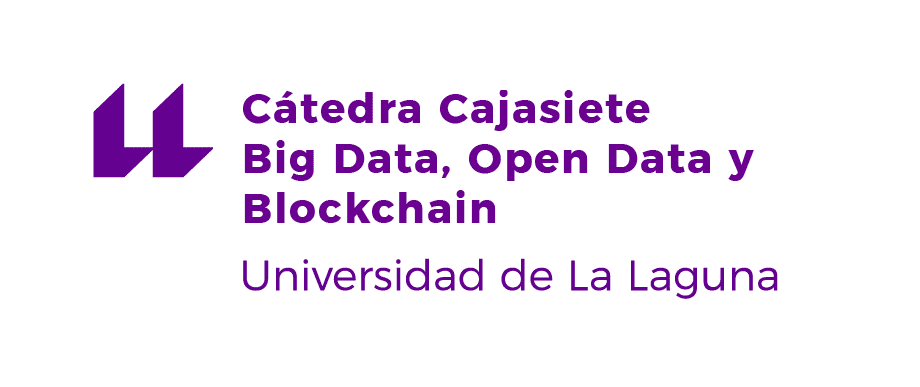 Cátedra Cajasiete
Big Data, Open Data y
Blockchain
Universidad de La Laguna